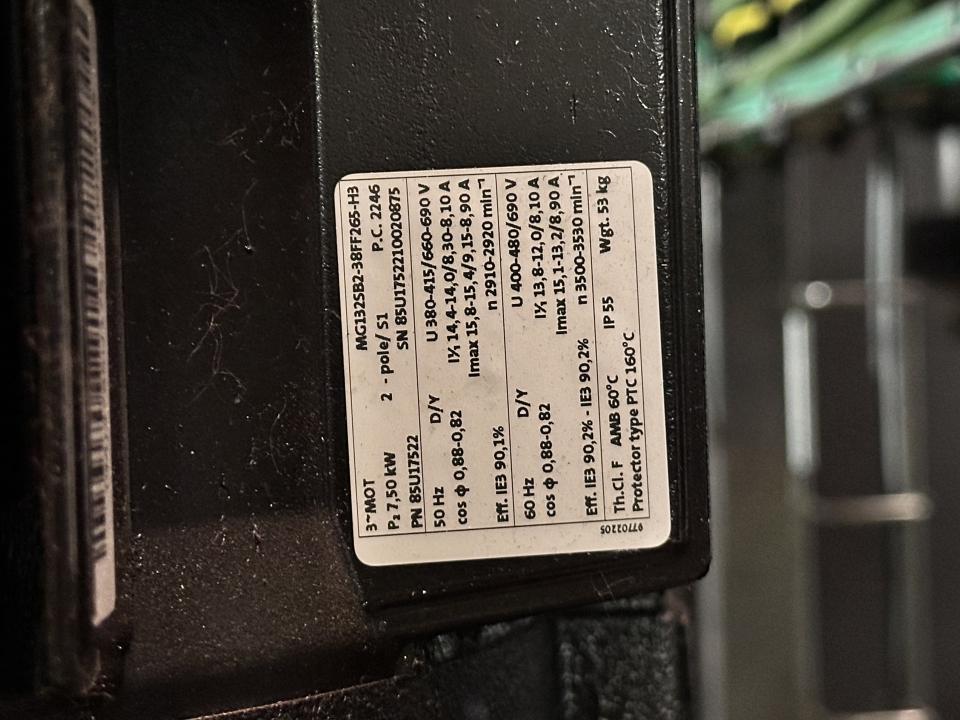 3~MOT MG132SB2-38FF265-H3
P₂ 7,50 kW 2 - pole/ S1 P.C. 2246
PN 85U17522 SN 85U1752210020875
50 Hz D/Y U 380-415/660-690 V
cos φ 0,88-0,82 I¹⁄₁ 14,4-14,0/8,30-8,10 A
Imax 15,8-15,4/9,15-8,90 A
Eff. IE3 90,1% n 2910-2920 min⁻¹
60 Hz D/Y U 400-480/690 V
cos φ 0,88-0,82 I¹⁄₁ 13,8-12,0/8,10 A
Imax 15,1-13,2/8,90 A
Eff. IE3 90,2% - IE3 90,2% n 3500-3530 min⁻¹
Th.Cl. F AMB 60°C IP 55 Wgt. 53 kg
Protector type PTC 160°C
97702205